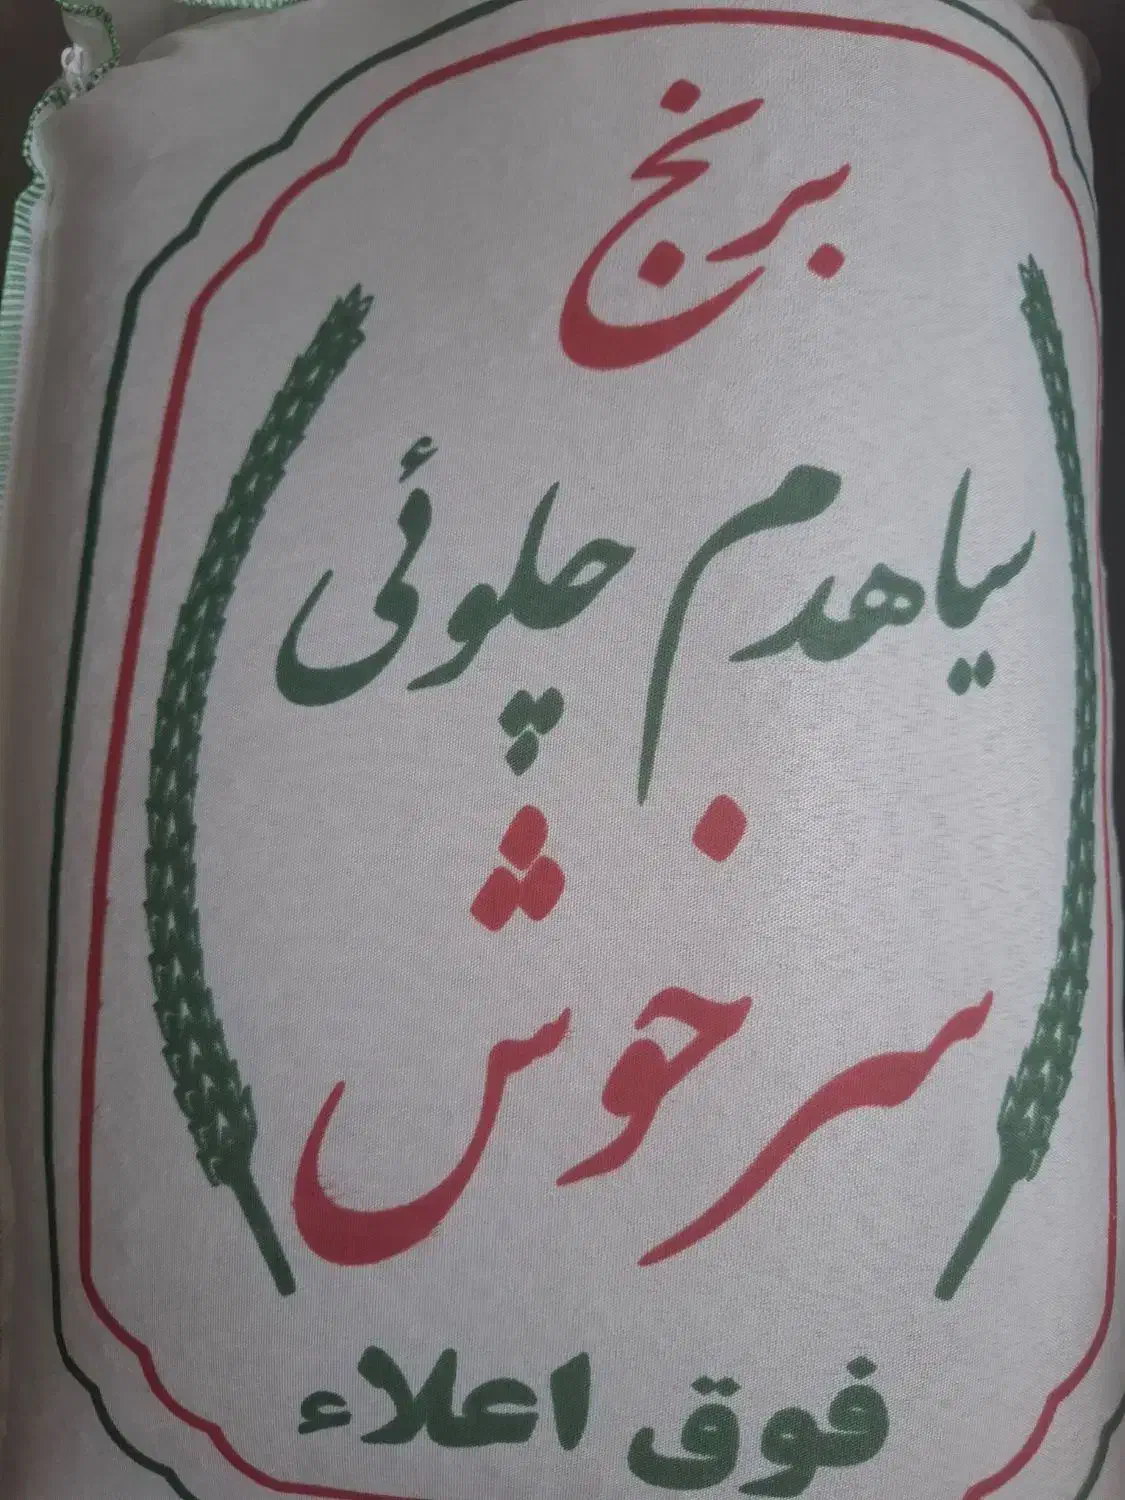 برنج
سیاهدم چلوئی
سرخوش
فوق اعلاء